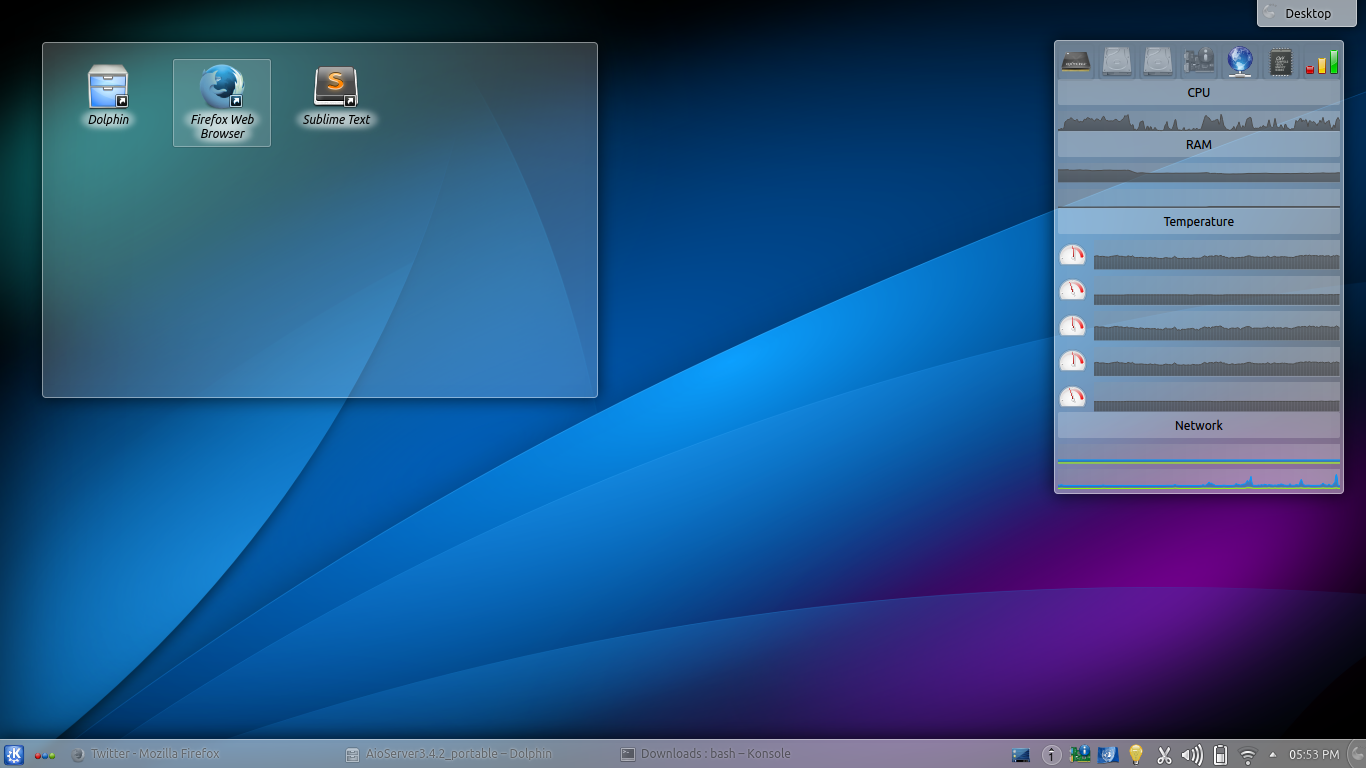 Desktop
Dolphin
Firefox Web
Browser
Sublime Text
CPU
RAM
Temperature
Network
Twitter - Mozilla Firefox
AioServer3.4.2_portable – Dolphin
Downloads : bash – Konsole
05:53 PM